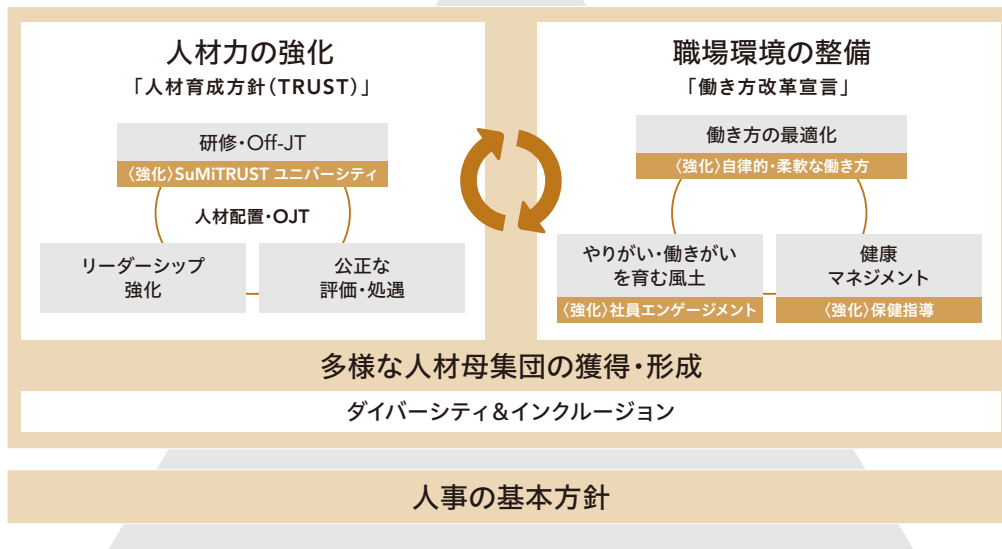 人材力の強化
「人材育成方針（TRUST）」
研修・Off-JT
〈強化〉SuMiTRUST ユニバーシティ
人材配置・OJT
リーダーシップ
強化
公正な
評価・処遇
職場環境の整備
「働き方改革宣言」
働き方の最適化
〈強化〉自律的・柔軟な働き方
やりがい・働きがい
を育む風土
〈強化〉社員エンゲージメント
健康
マネジメント
〈強化〉保健指導
多様な人材母集団の獲得・形成
ダイバーシティ&インクルージョン
人事の基本方針